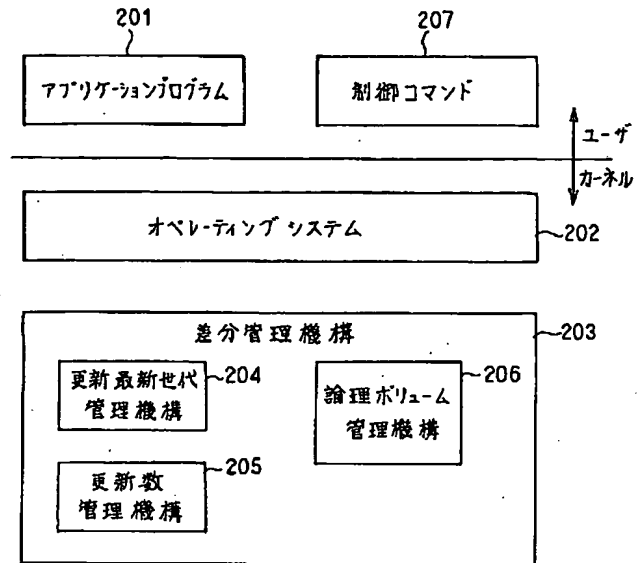 201
207
アプリケーションプログラム
制御コマンド
ユーザ
カーネル
オペレーティングシステム
202
差分管理機構
203
更新最新世代
管理機構
204
論理ボリューム
管理機構
206
更新数
管理機構
205